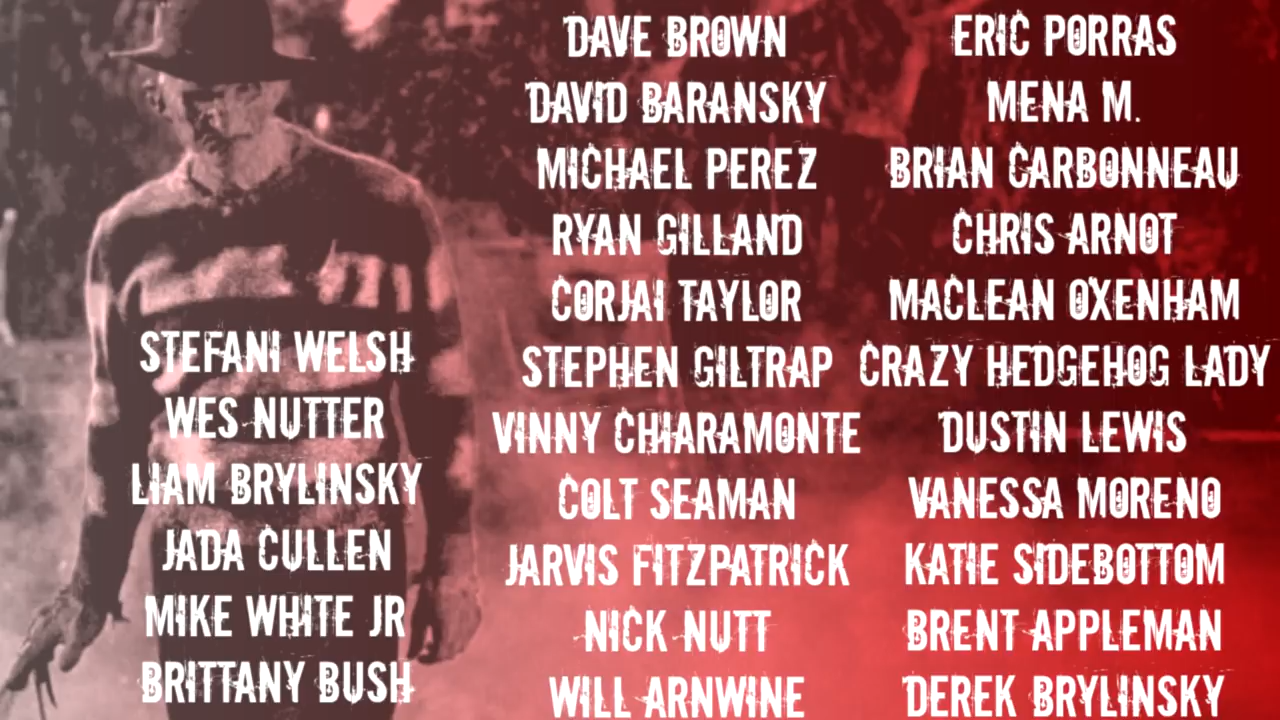 STEFANI WELSH
WES NUTTER
LIAM BRYLINSKY
JADA CULLEN
MIKE WHITE JR
BRITTANY BUSH
DAVE BROWN
DAVID BARANSKY
MICHAEL PEREZ
RYAN GILLAND
CORJAI TAYLOR
STEPHEN GILTRAP
VINNY CHIARAMONTE
COLT SEAMAN
JARVIS FITZPATRICK
NICK NUTT
WILL ARNWINE
ERIC PORRAS
MENA M.
BRIAN CARBONNEAU
CHRIS ARNOT
MACLEAN OXENHAM
CRAZY HEDGEHOG LADY
DUSTIN LEWIS
VANESSA MORENO
KATIE SIDEBOTTOM
BRENT APPLEMAN
DEREK BRYLINSKY